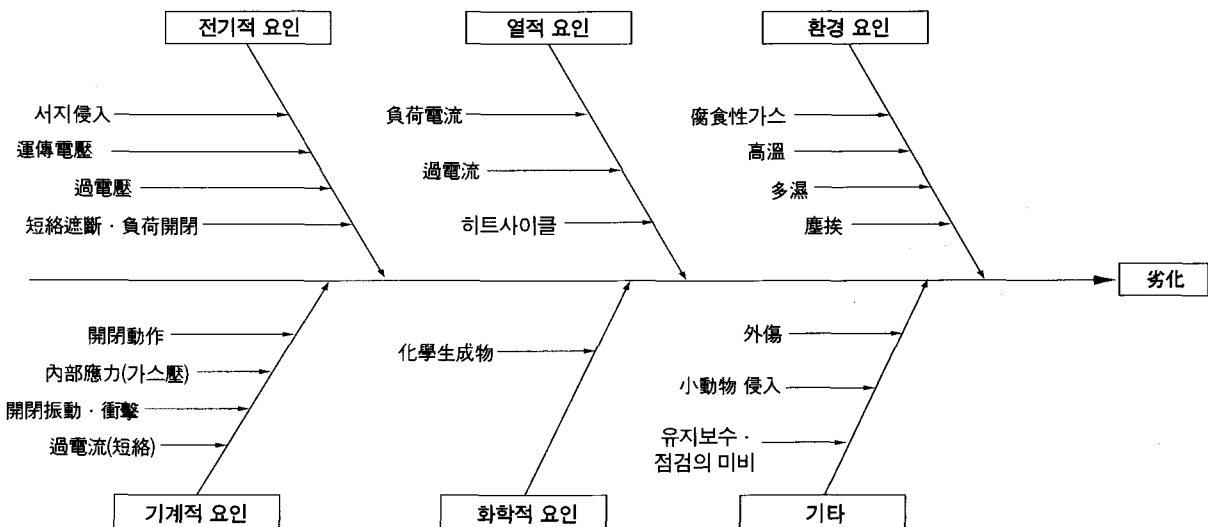 전기적 요인
열적 요인
환경 요인
서지侵入
運傳電壓
過電壓
短絡遮斷 · 負荷開閉
負荷電流
過電流
히트사이클
腐食性가스
高溫
多濕
塵埃
劣化
開閉動作
內部應力(가스壓)
開閉振動 · 衝擊
過電流(短絡)
化學生成物
外傷
小動物 侵入
유지보수 ·
점검의 미비
기계적 요인
화학적 요인
기타